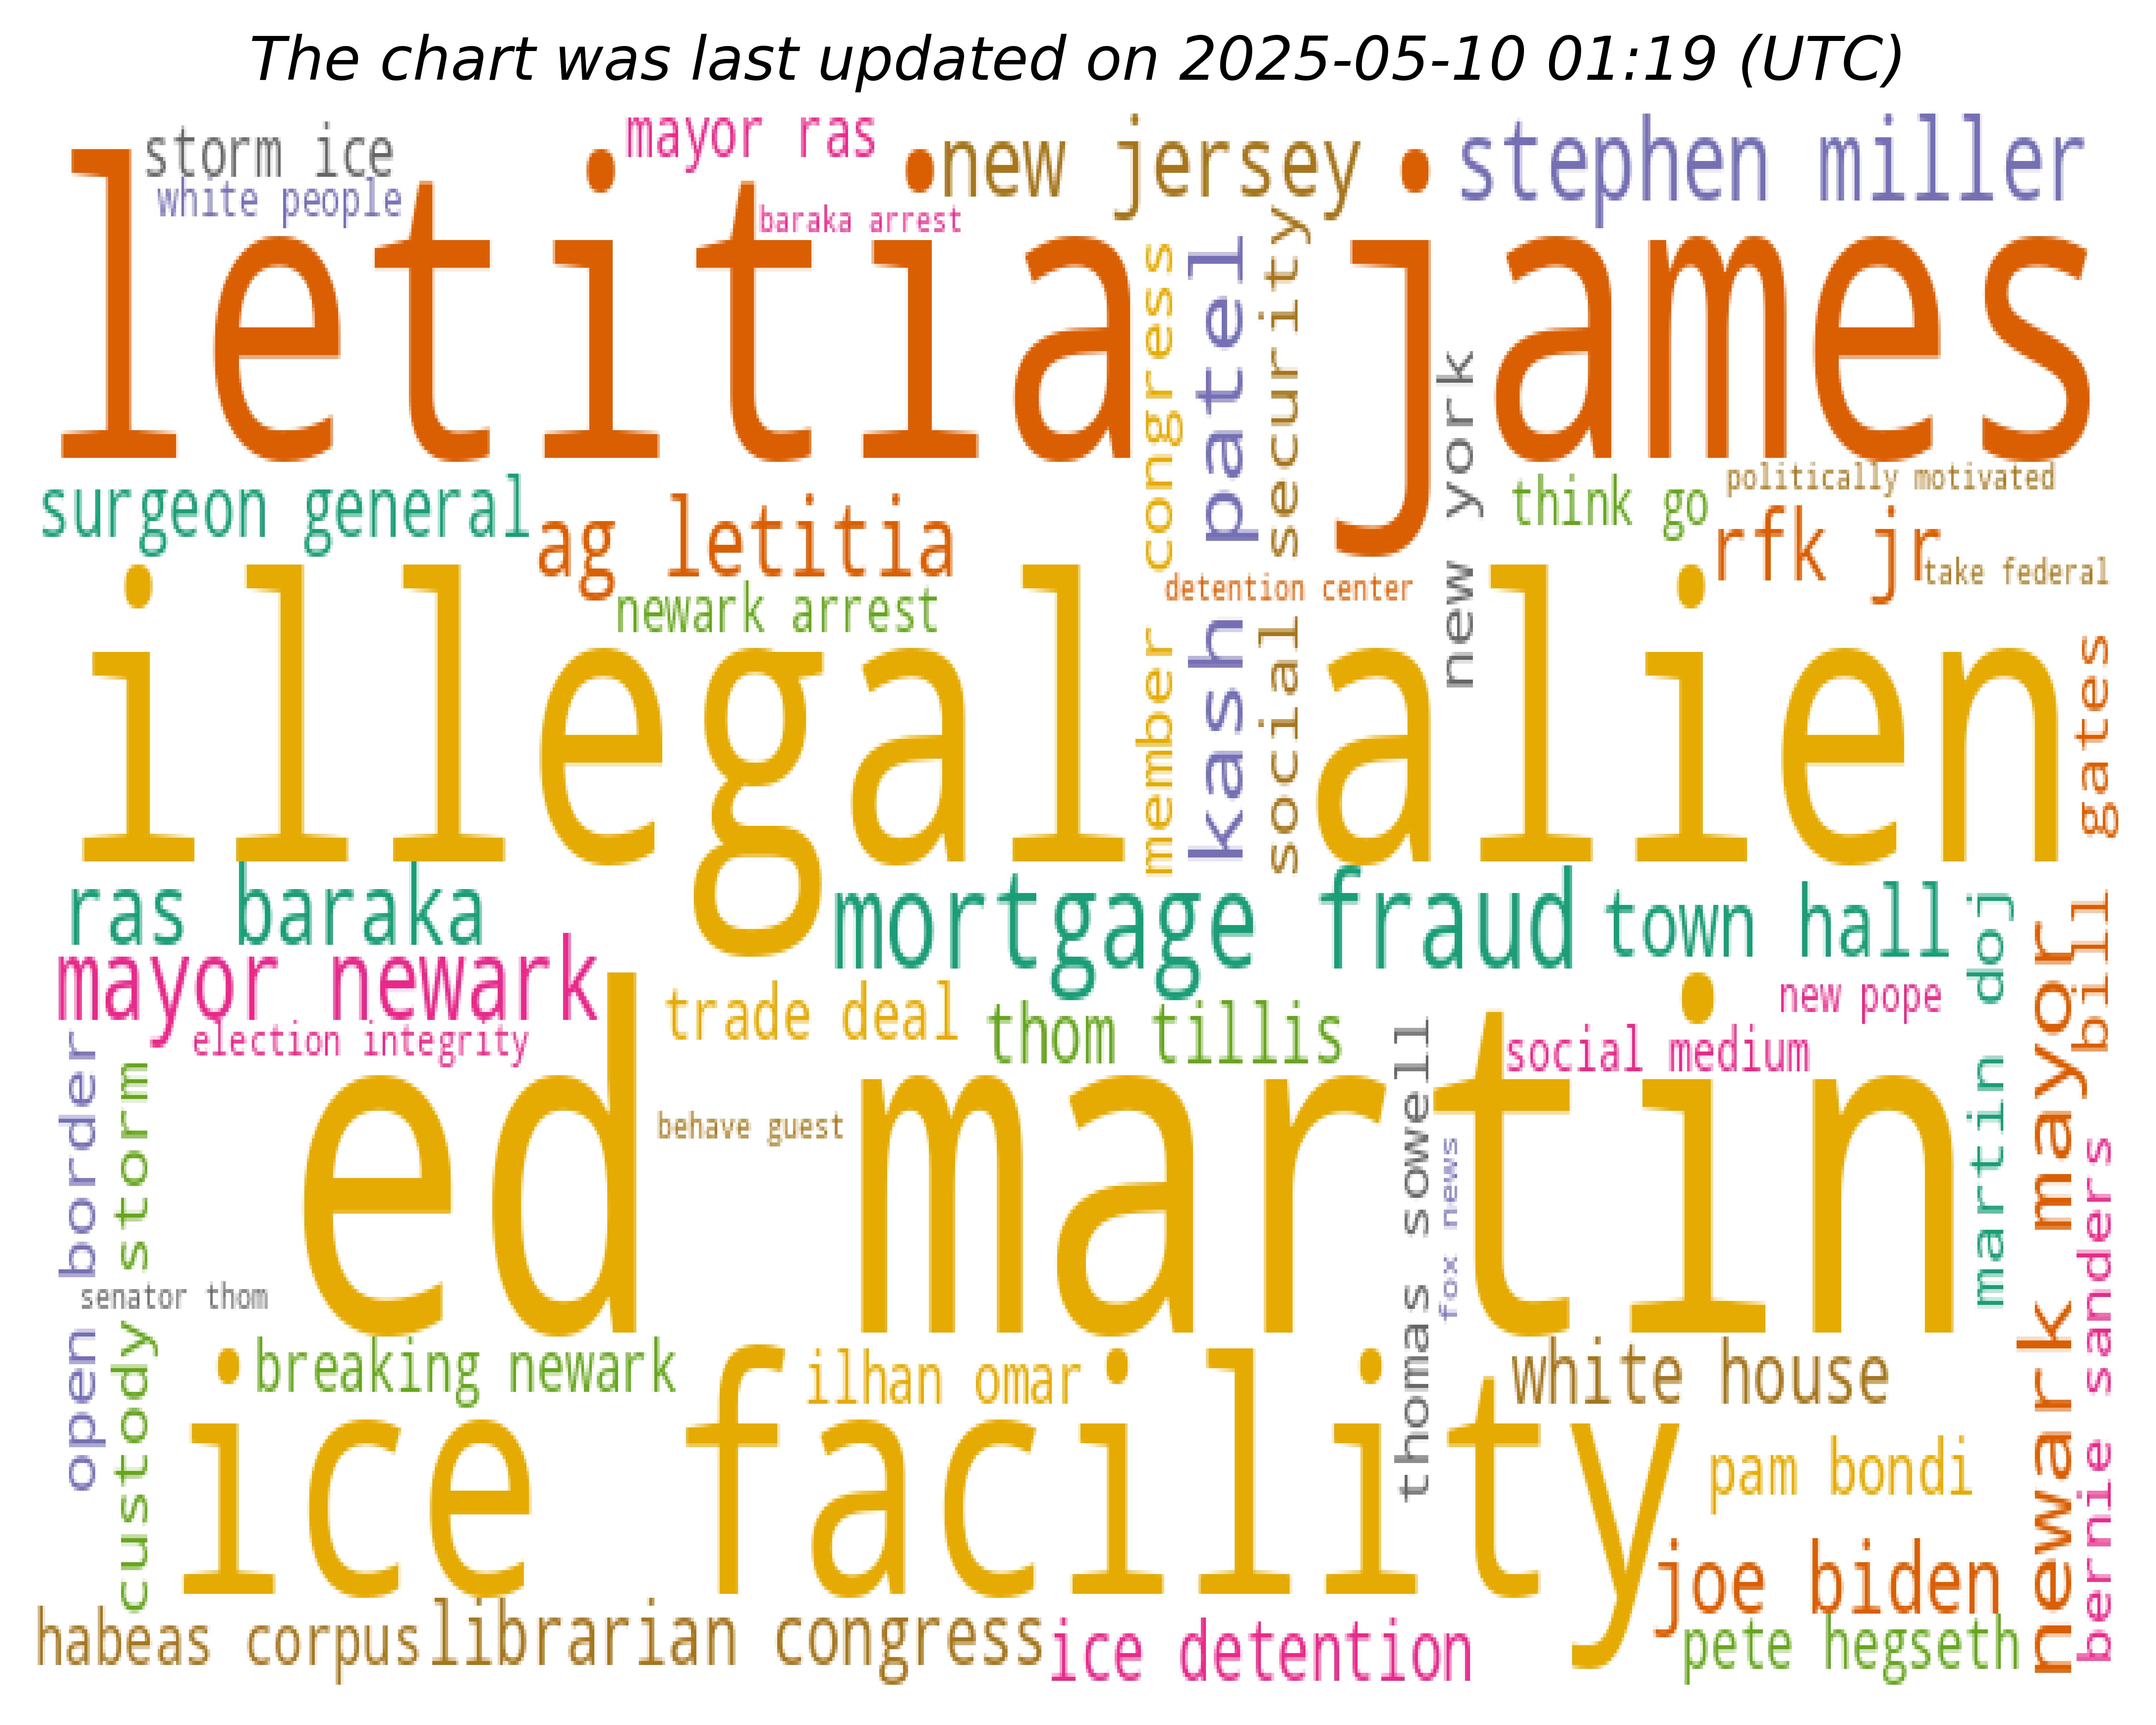 The chart was last updated on 2025-05-10 01:19 (UTC)
storm ice
mayor ras
new jersey
stephen miller
white people
baraka arrest
letitia james
member congress
kash patel
social security
new york
surgeon general
ag letitia
think go
politically motivated
rfk jr
take federal
newark arrest
detention center
illegal alien
bill gates
ras baraka
mortgage fraud
town hall
martin doj
newark mayor
mayor newark
election integrity
trade deal
thom tillis
new pope
social medium
open border
custody storm
ed martin
behave guest
thomas sowell
fox news
bernie sanders
senator thom
breaking newark
ilhan omar
white house
ice facility
pam bondi
joe biden
habeas corpus
librarian congress
ice detention
pete hegseth